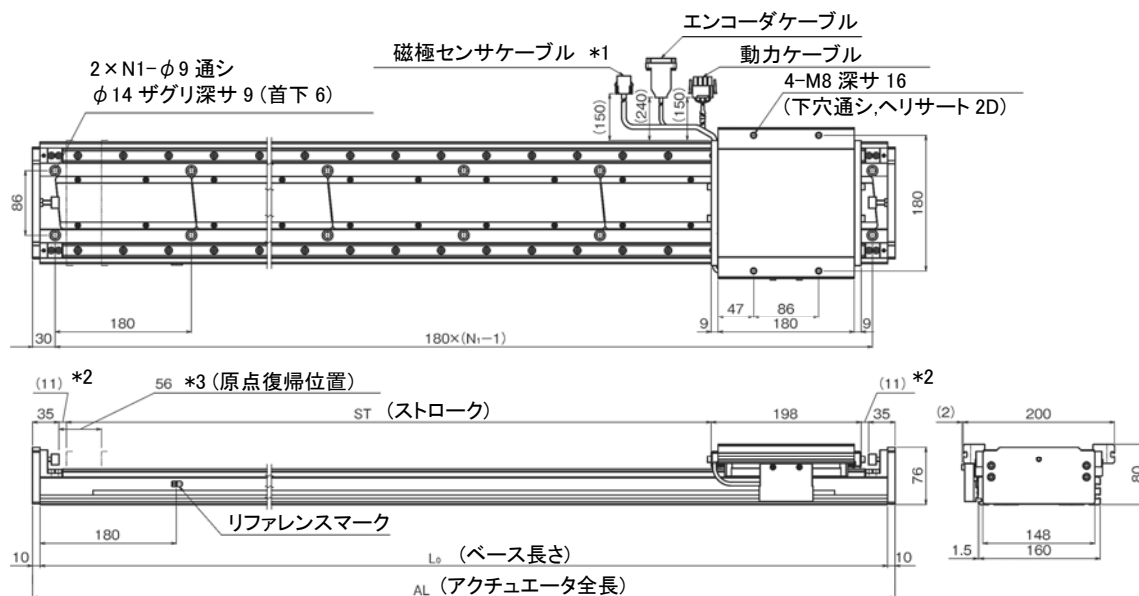 エンコーダケーブル
磁極センサケーブル *1
動力ケーブル
2×N1-φ9 通シ
φ14 ザグリ深サ 9 (首下 6)
4-M8 深サ 16
(下穴通シ,ヘリサート 2D)
(150)
(240)
(150)
86
180
47
86
180
9
180
9
30
180×(N₁−1)
(11) *2
56 *3 (原点復帰位置)
(11) *2
35
ST (ストローク)
198
35
(2)
200
76
80
リファレンスマーク
180
148
1.5
160
10
L₀ (ベース長さ)
10
AL (アクチュエータ全長)